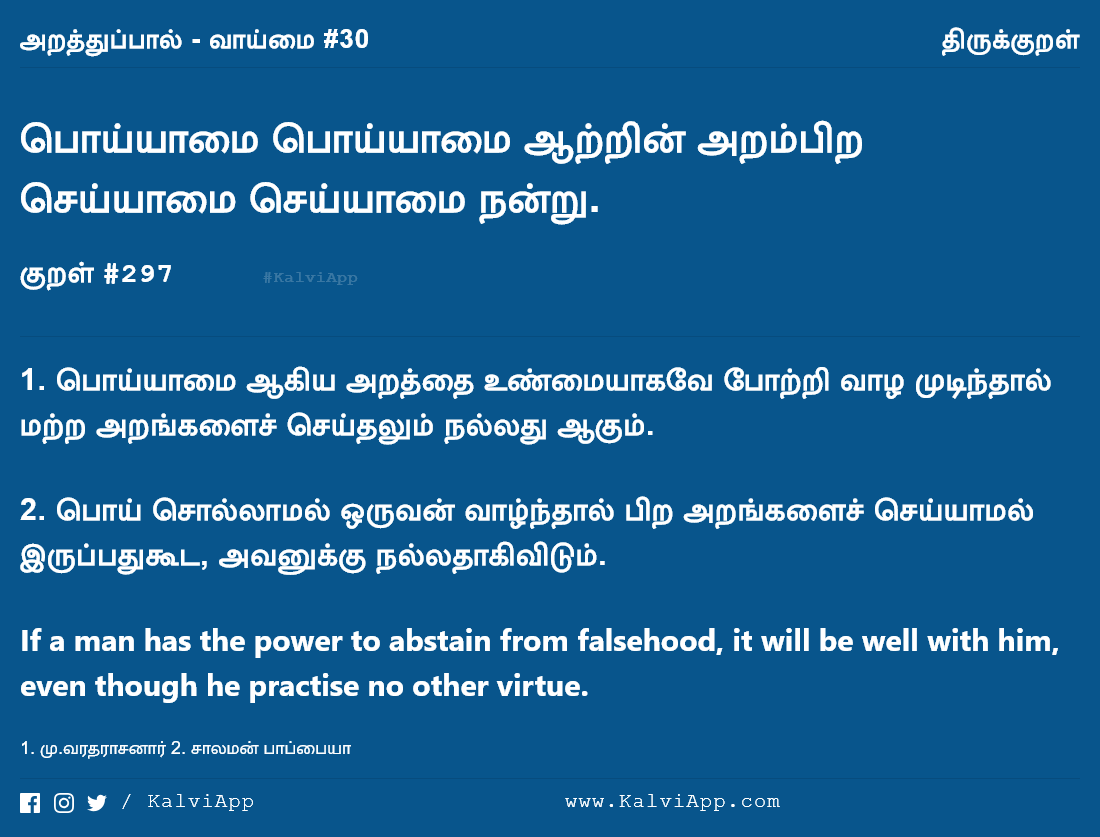 அறத்துப்பால் - வாய்மை #30
திருக்குறள்
பொய்யாமை பொய்யாமை ஆற்றின் அறம்பிற
செய்யாமை செய்யாமை நன்று.
குறள் #297
#KalviApp
1. பொய்யாமை ஆகிய அறத்தை உண்மையாகவே போற்றி வாழ முடிந்தால்
மற்ற அறங்களைச் செய்தலும் நல்லது ஆகும்.
2. பொய் சொல்லாமல் ஒருவன் வாழ்ந்தால் பிற அறங்களைச் செய்யாமல்
இருப்பதுகூட, அவனுக்கு நல்லதாகிவிடும்.
If a man has the power to abstain from falsehood, it will be well with him,
even though he practise no other virtue.
1. மு.வரதராசனார் 2. சாலமன் பாப்பையா
/ KalviApp
www.KalviApp.com